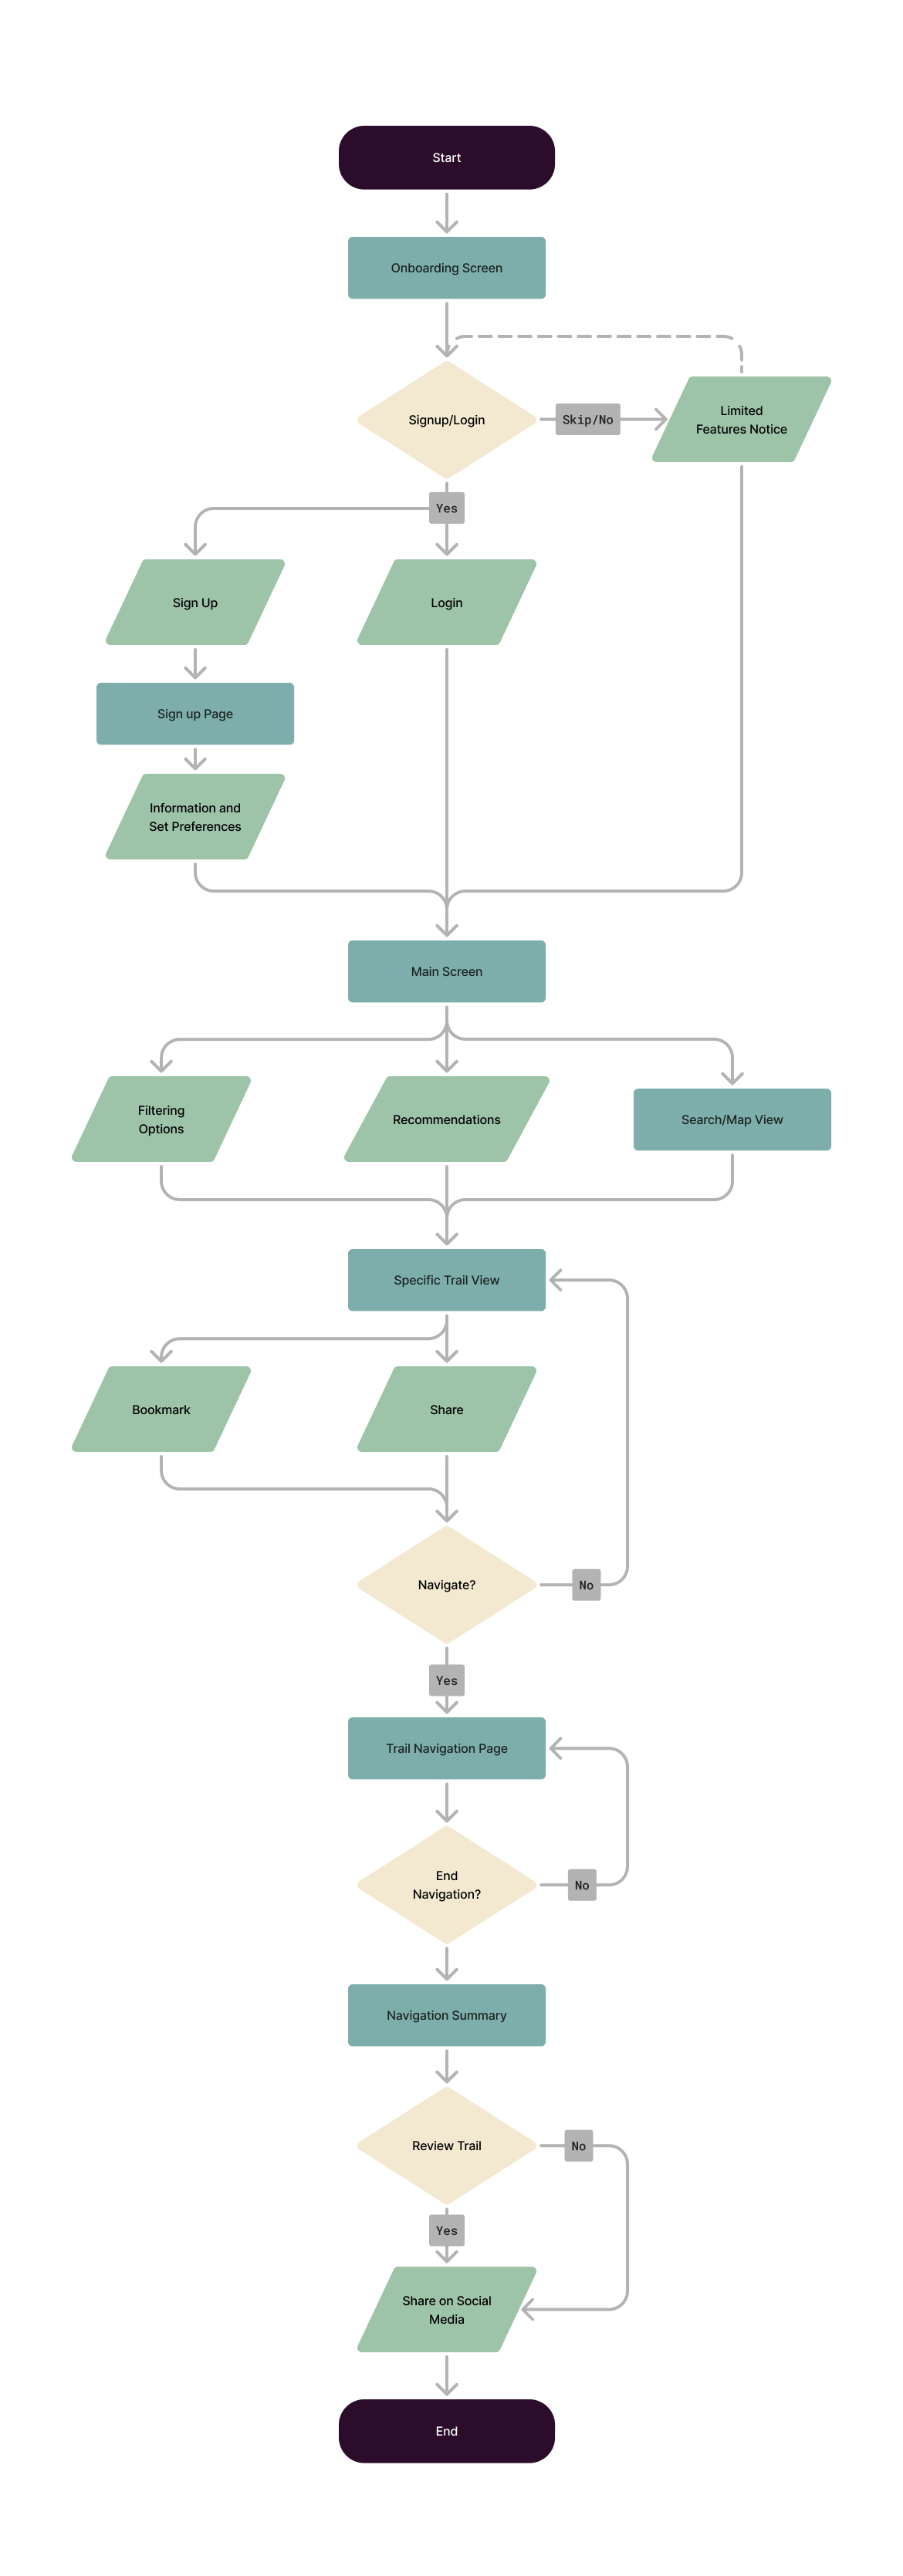 Start
Onboarding Screen
Signup/Login
Skip/No
Limited
Features Notice
Yes
Sign Up
Login
Sign up Page
Information and
Set Preferences
Main Screen
Filtering
Options
Recommendations
Search/Map View
Specific Trail View
Bookmark
Share
Navigate?
No
Yes
Trail Navigation Page
End
Navigation?
No
Navigation Summary
Review Trail
No
Yes
Share on Social
Media
End